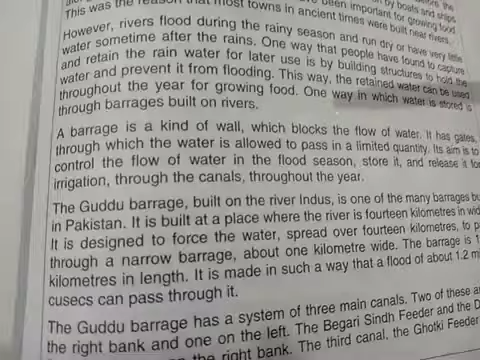 been important for growing food
by boats and ships
This was the reason that most towns in ancient times were built near rivers.
However, rivers flood during the rainy season and run dry or have very little
water sometime after the rains. One way that people have found to capture
and retain the rain water for later use is by building structures to hold the
water and prevent it from flooding. This way, the retained water can be used
throughout the year for growing food. One way in which water is stored is
through barrages built on rivers.
A barrage is a kind of wall, which blocks the flow of water. It has gates,
through which the water is allowed to pass in a limited quantity. Its aim is to
control the flow of water in the flood season, store it, and release it for
irrigation, through the canals, throughout the year.
The Guddu barrage, built on the river Indus, is one of the many barrages
in Pakistan. It is built at a place where the river is fourteen kilometres in
It is designed to force the water, spread over fourteen kilometres, to
through a narrow barrage, about one kilometre wide. The barrage is
kilometres in length. It is made in such a way that a flood of about 1.2
cusecs can pass through it.
The Guddu barrage has a system of three main canals. Two of these
the right bank and one on the left. The Begari Sindh Feeder and the
the right bank. The third canal, the Ghotki Feeder